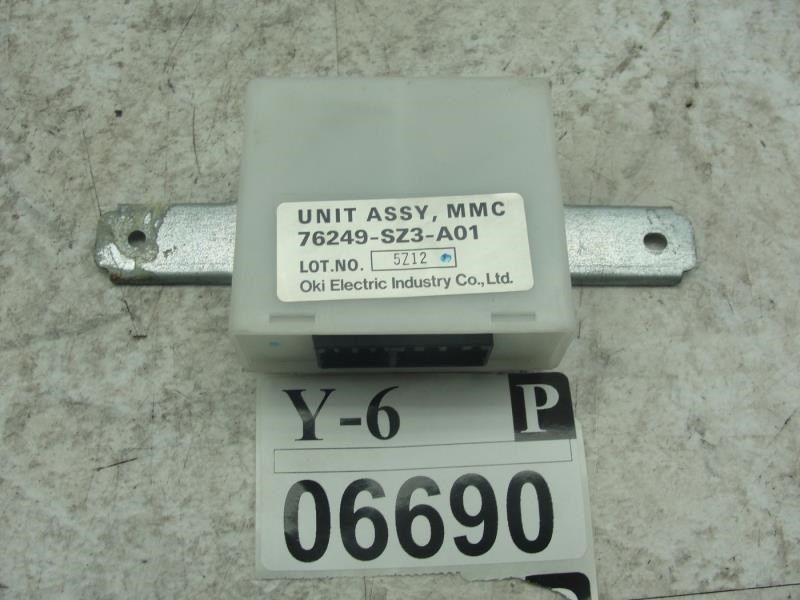 UNIT ASSY, MMC
76249-SZ3-A01
LOT.NO. 5Z12
Oki Electric Industry Co., Ltd.
Y-6 P
06690